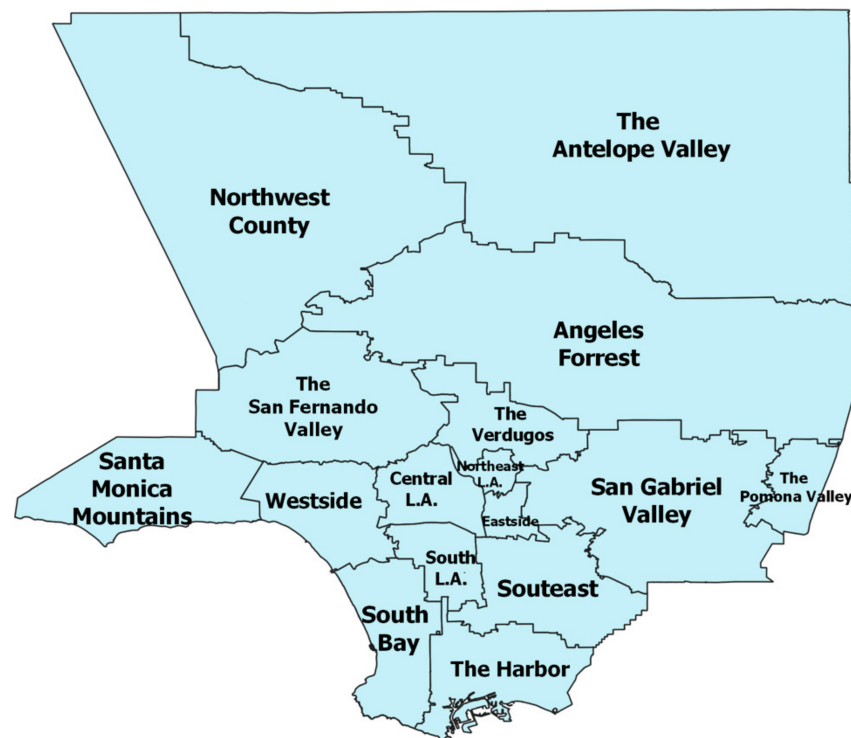 The
Antelope Valley
Northwest
County
Angeles
Forrest
The
San Fernando
Valley
The
Verdugos
Santa
Monica
Mountains
Westside
Central
L.A.
Northeast
L.A.
Eastside
San Gabriel
Valley
The
Pomona Valley
South
L.A.
Souteast
South
Bay
The Harbor